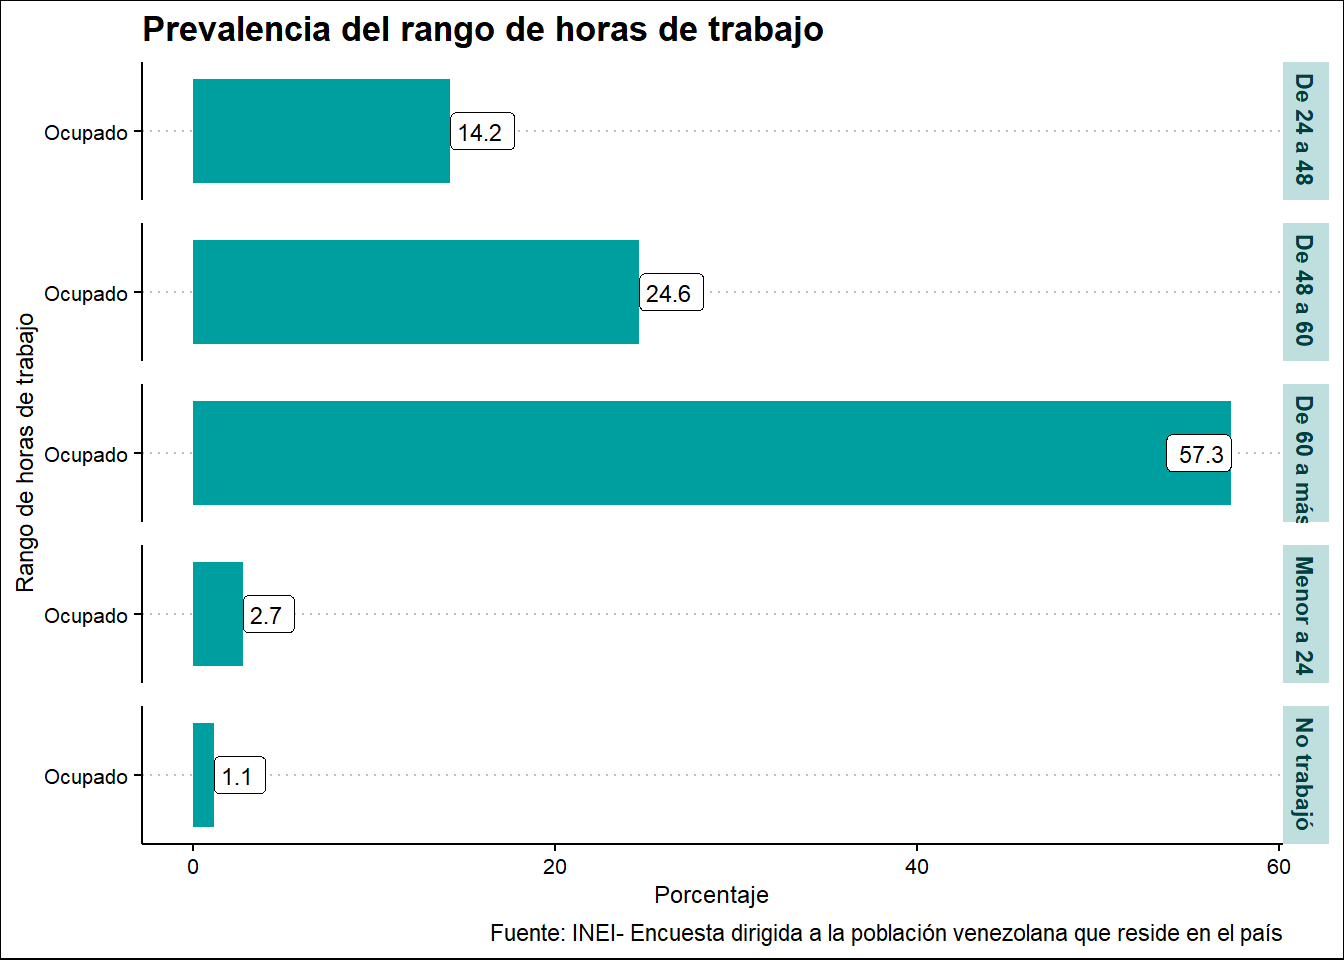 Prevalencia del rango de horas de trabajo
Rango de horas de trabajo
Ocupado
14.2
De 24 a 48
Ocupado
24.6
De 48 a 60
Ocupado
57.3
De 60 a más
Ocupado
2.7
Menor a 24
Ocupado
1.1
No trabajó
0 20 40 60
Porcentaje
Fuente: INEI- Encuesta dirigida a la población venezolana que reside en el país